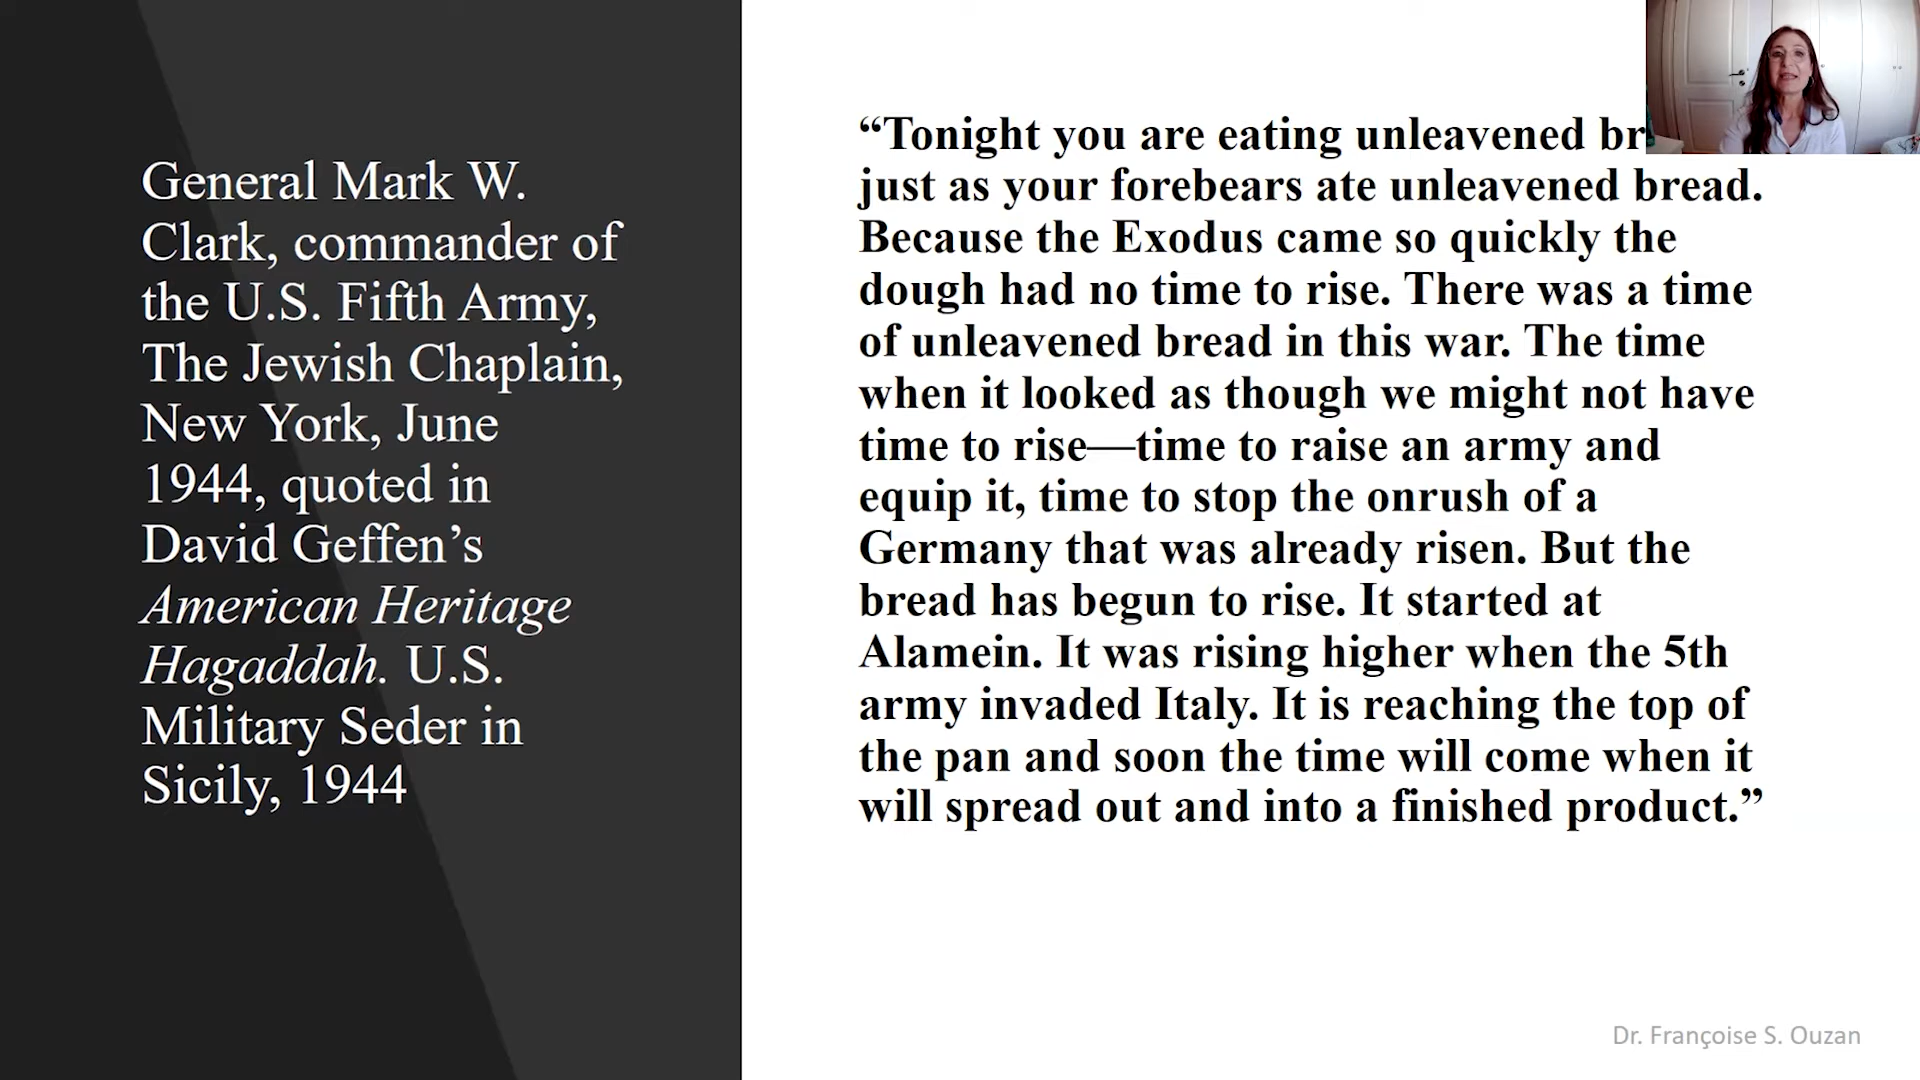 General Mark W.
Clark, commander of
the U.S. Fifth Army,
The Jewish Chaplain,
New York, June
1944, quoted in
David Geffen’s
American Heritage
Hagaddah. U.S.
Military Seder in
Sicily, 1944
“Tonight you are eating unleavened
just as your forebears ate unleavened bread.
Because the Exodus came so quickly the
dough had no time to rise. There was a time
of unleavened bread in this war. The time
when it looked as though we might not have
time to rise—time to raise an army and
equip it, time to stop the onrush of a
Germany that was already risen. But the
bread has begun to rise. It started at
Alamein. It was rising higher when the 5th
army invaded Italy. It is reaching the top of
the pan and soon the time will come when it
will spread out and into a finished product.”
Dr. Françoise S. Ouzan